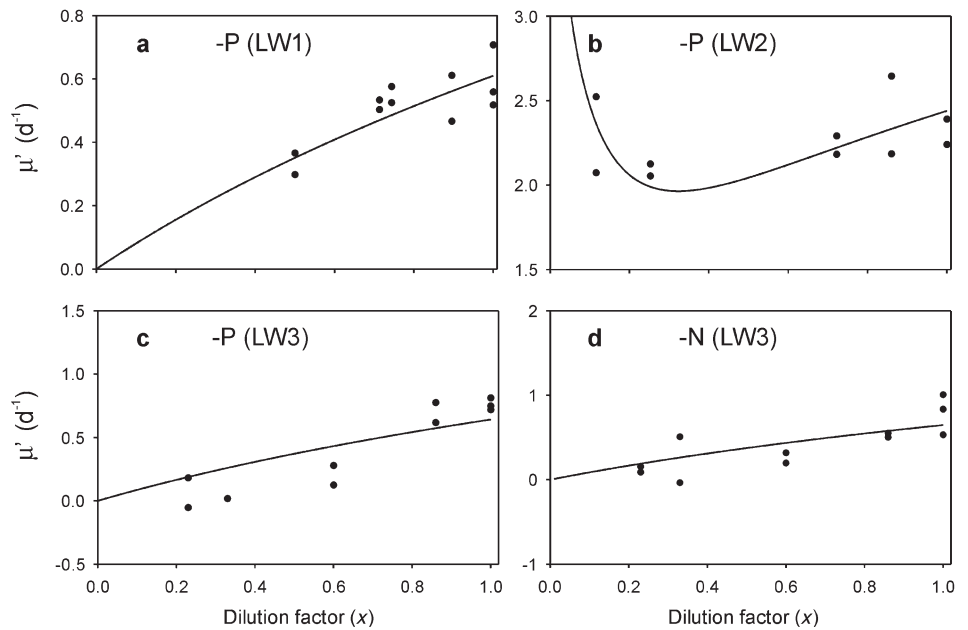 a -P (LW1)
μ' (d-1)
0.8
0.6
0.4
0.2
0.0
b -P (LW2)
3.0
2.5
2.0
1.5
c -P (LW3)
μ' (d-1)
1.5
1.0
0.5
0.0
-0.5
0.0 0.2 0.4 0.6 0.8 1.0
Dilution factor (x)
d -N (LW3)
2
1
0
-1
0.0 0.2 0.4 0.6 0.8 1.0
Dilution factor (x)